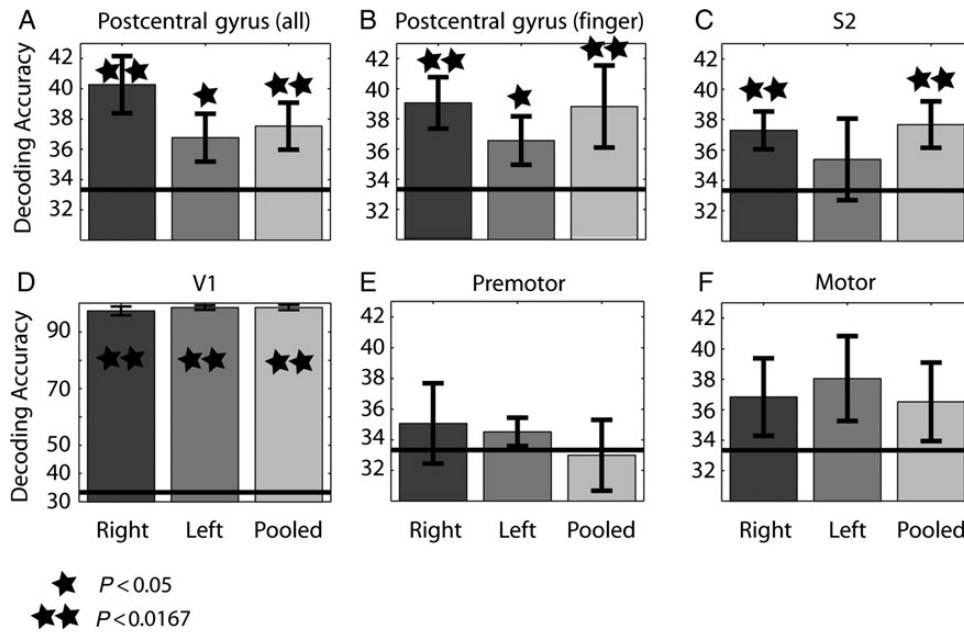 A Postcentral gyrus (all)
B Postcentral gyrus (finger)
C S2
Decoding Accuracy
42
40
38
36
34
32
42
40
38
36
34
32
42
40
38
36
34
32
D V1
E Premotor
F Motor
Decoding Accuracy
90
70
50
40
30
42
40
38
36
34
32
42
40
38
36
34
32
Right Left Pooled
Right Left Pooled
Right Left Pooled
P < 0.05
P < 0.0167